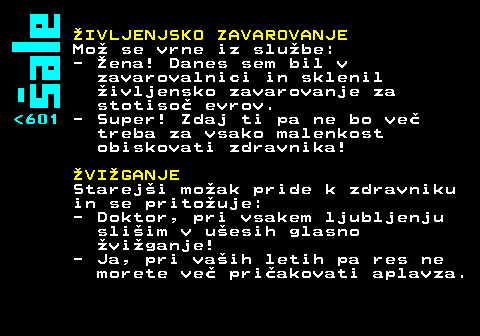 Šale
<601
ŽIVLJENJSKO ZAVAROVANJE
Mož se vrne iz službe:
- Žena! Danes sem bil v
zavarovalnici in sklenil
življensko zavarovanje za
stotisoč evrov.
- Super! Zdaj ti pa ne bo več
treba za vsako malenkost
obiskovati zdravnika!
ŽVIŽGANJE
Starejši možak pride k zdravniku
in se pritožuje:
- Doktor, pri vsakem ljubljenju
slišim v ušesih glasno
žvižganje!
- Ja, pri vaših letih pa res ne
morete več pričakovati aplavza.